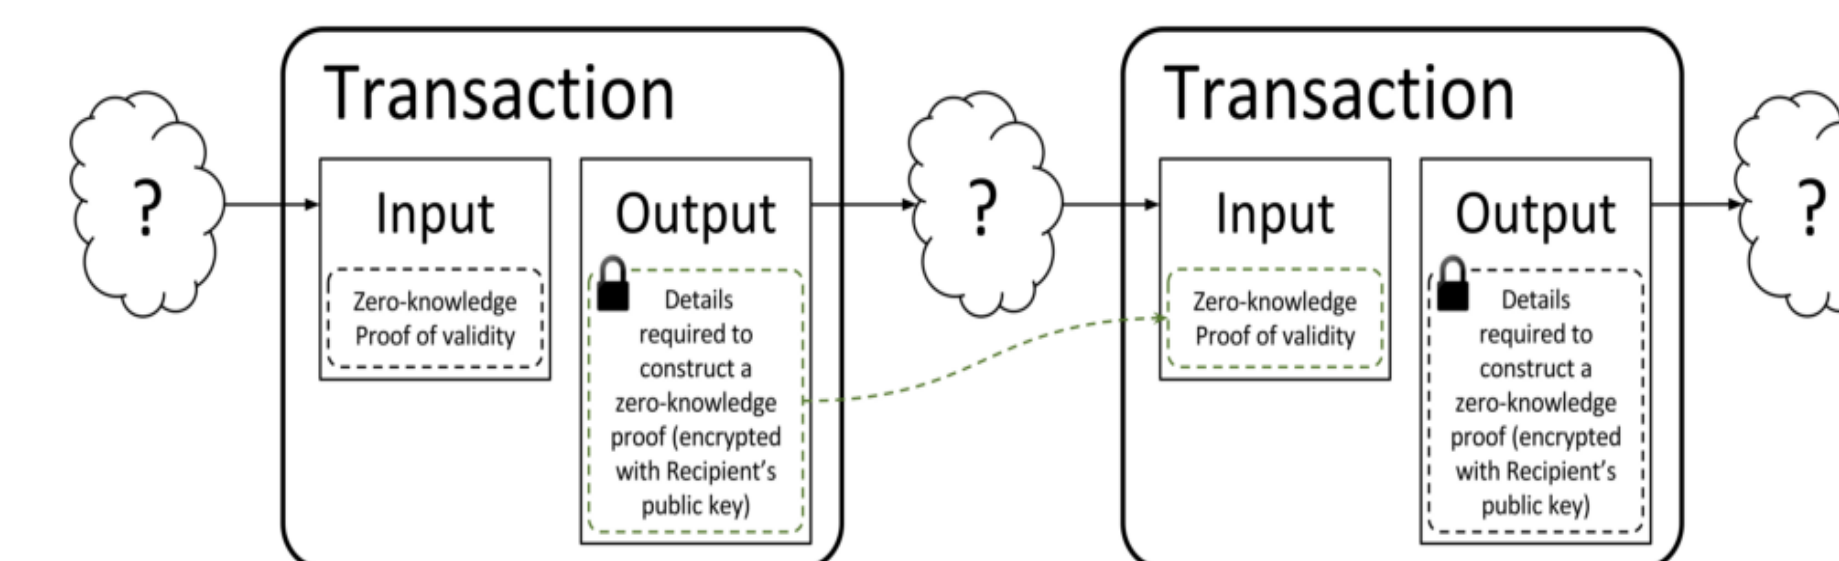 ?
Transaction
Input
Zero-knowledge
Proof of validity
Output
Details
required to
construct a
zero-knowledge
proof (encrypted
with Recipient's
public key)
?
Transaction
Input
Zero-knowledge
Proof of validity
Output
Details
required to
construct a
zero-knowledge
proof (encrypted
with Recipient's
public key)
?